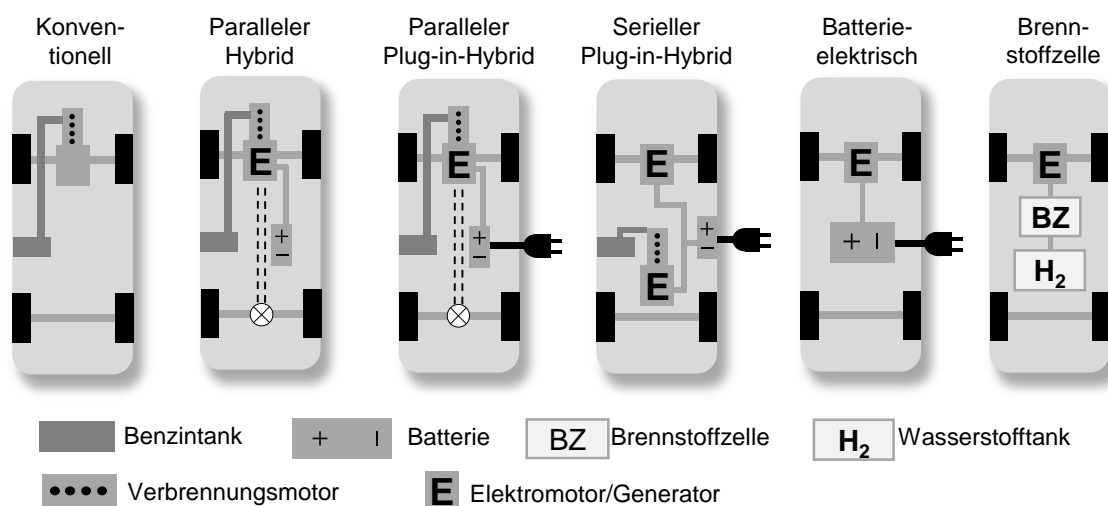 Konven-
tionell
Paralleler
Hybrid
Paralleler
Plug-in-Hybrid
Serieller
Plug-in-Hybrid
Batterie-
elektrisch
Brenn-
stoffzelle
E
+
−
E
+
−
E
+
−
E
E
+ −
E
BZ
H₂
Benzintank
+ −
Batterie
BZ
Brennstoffzelle
H₂
Wasserstofftank
Verbrennungsmotor
E
Elektromotor/Generator